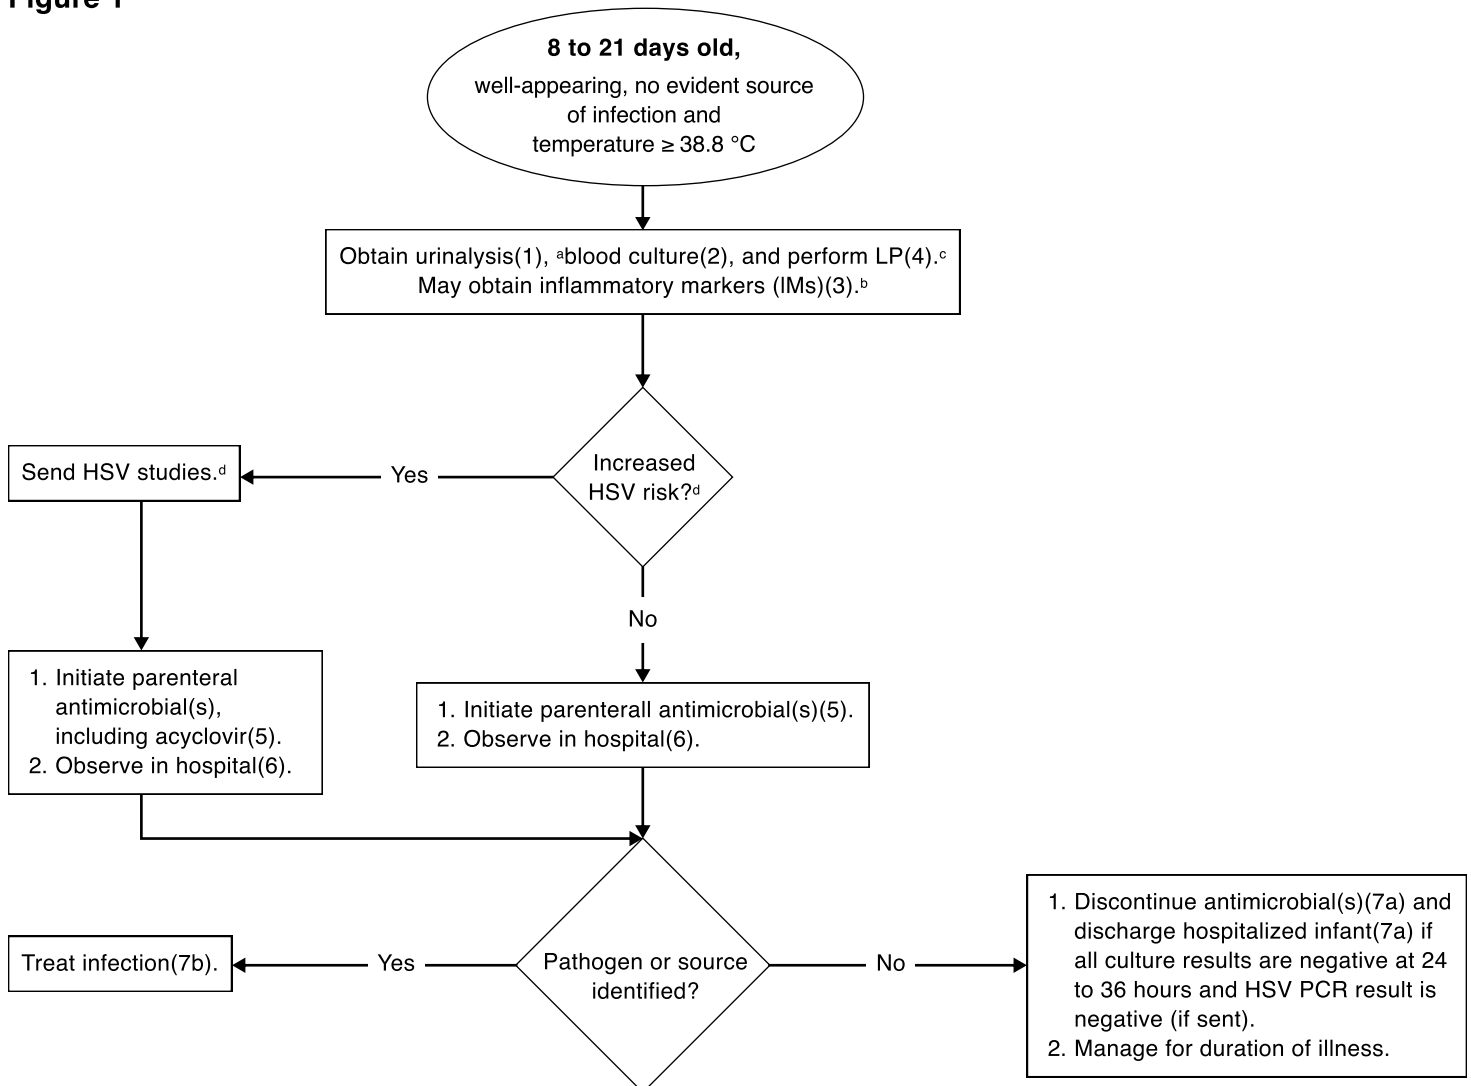 Figure 1
8 to 21 days old,
well-appearing, no evident source
of infection and
temperature ≥ 38.8 °C
Obtain urinalysis(1), ᵃblood culture(2), and perform LP(4).ᶜ
May obtain inflammatory markers (IMs)(3).ᵇ
Increased
HSV risk?ᵈ
Yes
Send HSV studies.ᵈ
No
1. Initiate parenteral
antimicrobial(s),
including acyclovir(5).
2. Observe in hospital(6).
1. Initiate parenterall antimicrobial(s)(5).
2. Observe in hospital(6).
Pathogen or source
identified?
Yes
Treat infection(7b).
No
1. Discontinue antimicrobial(s)(7a) and
discharge hospitalized infant(7a) if
all culture results are negative at 24
to 36 hours and HSV PCR result is
negative (if sent).
2. Manage for duration of illness.